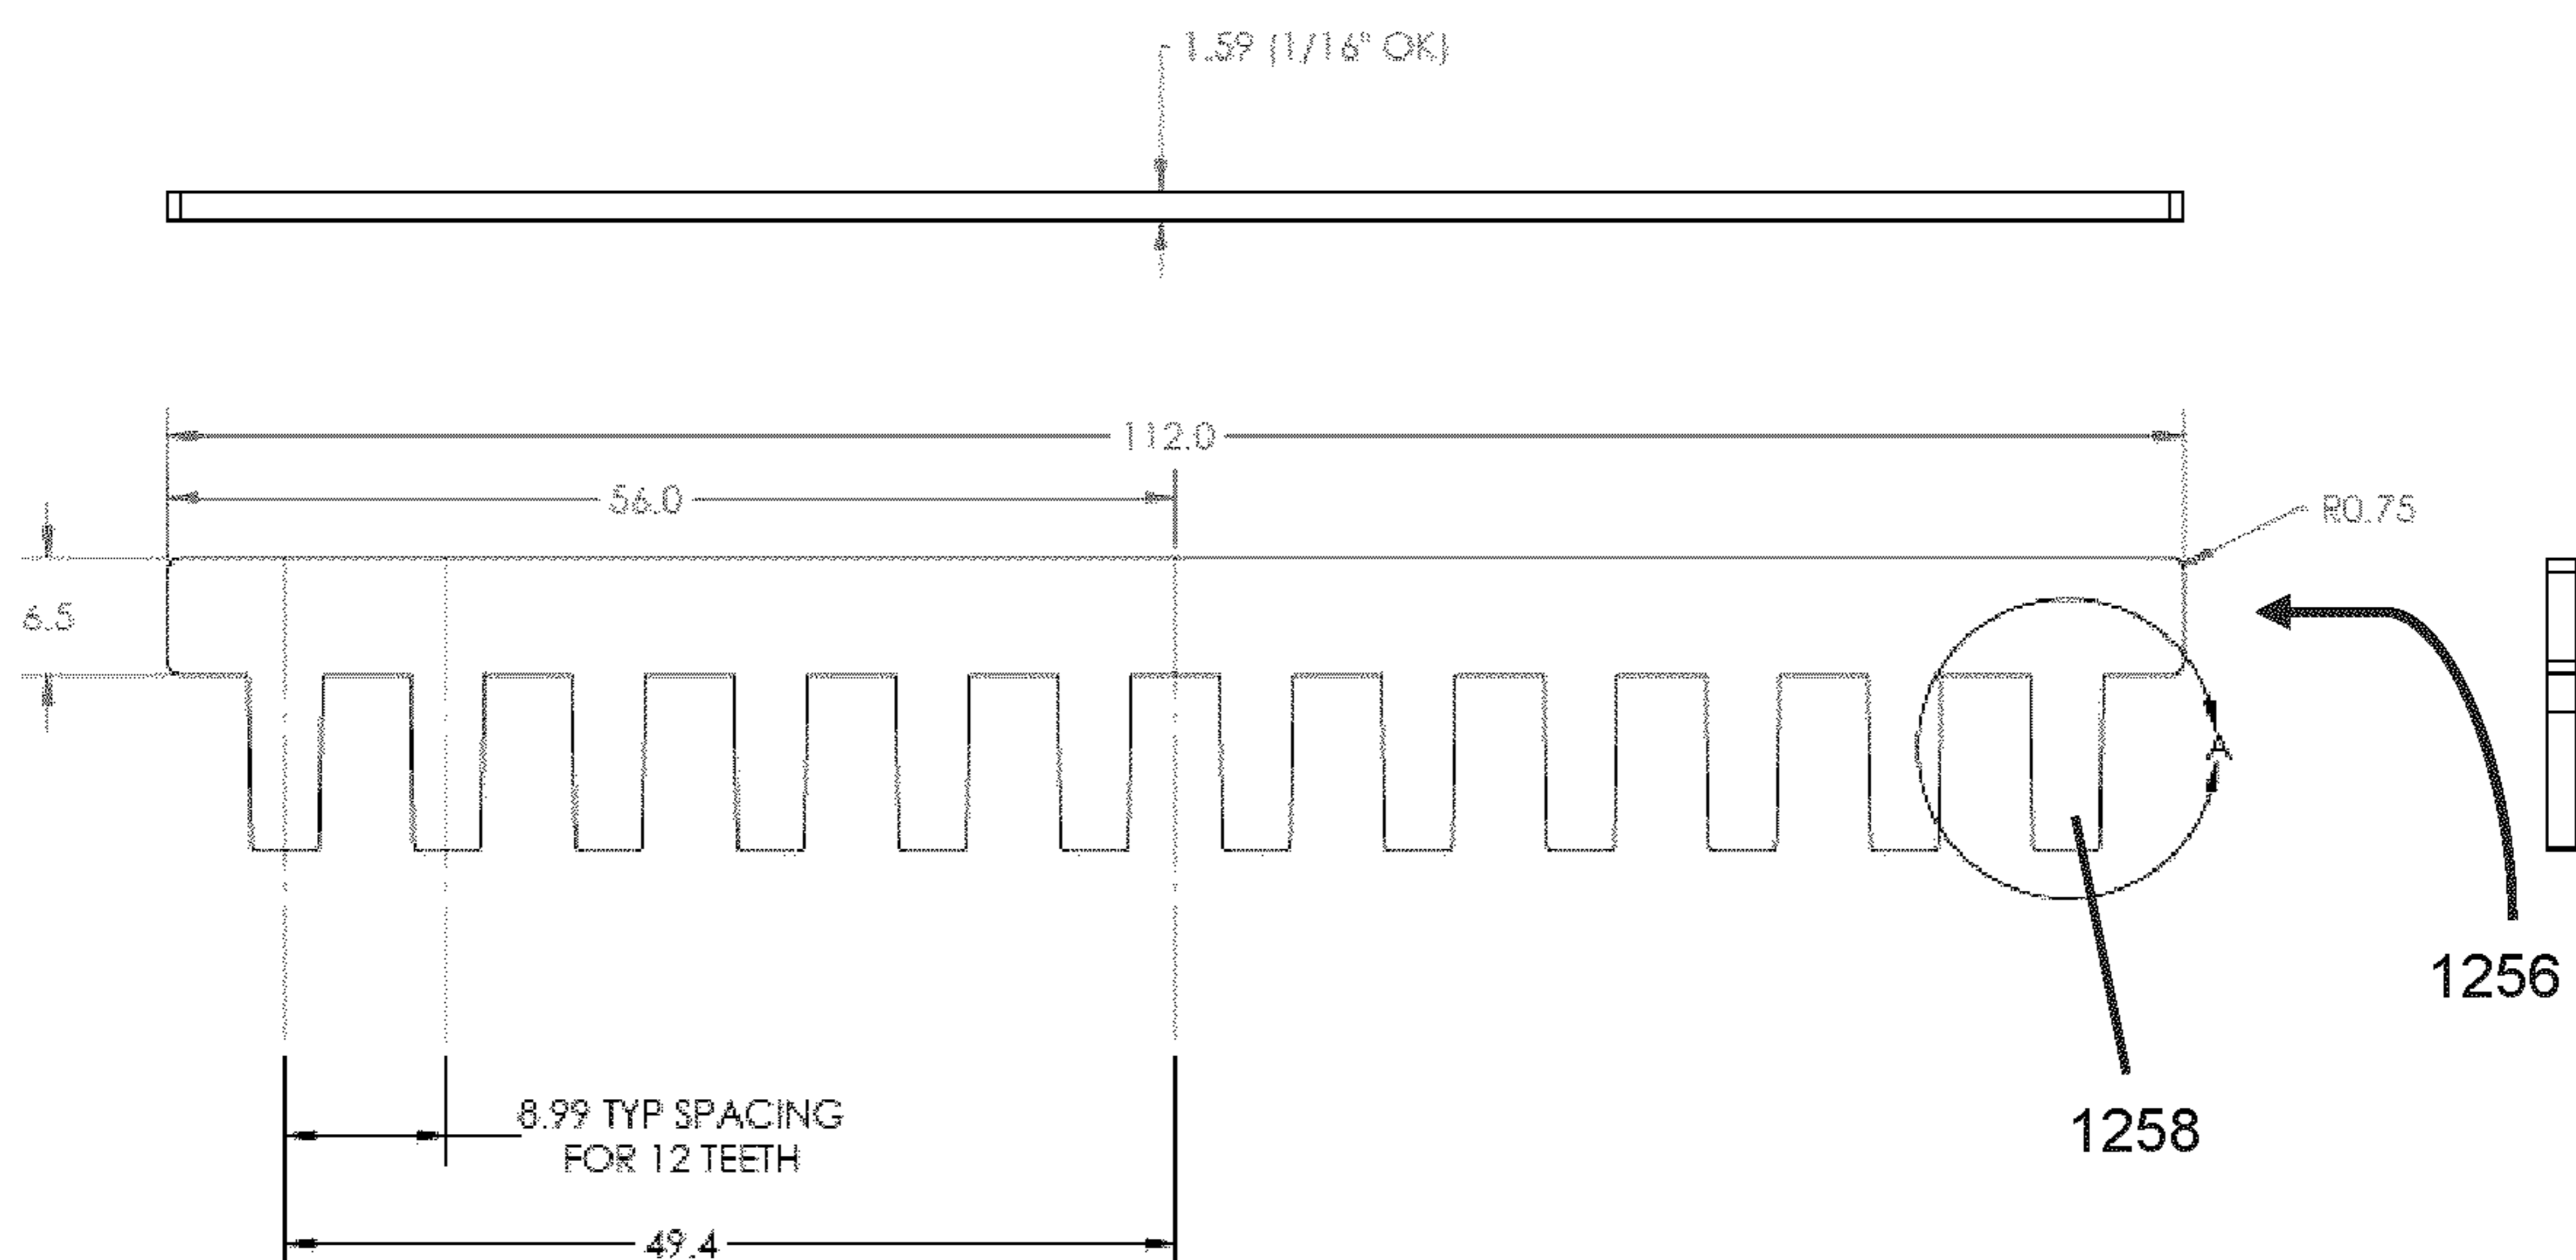 1.59 (1/16" OK)
112.0
56.0
R0.75
6.5
A
1256
1258
8.99 TYP SPACING
FOR 12 TEETH
49.4